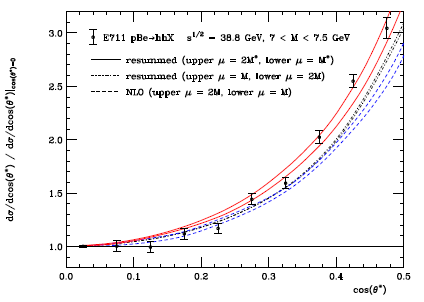 E711 pBe→hhX s^1/2 = 38.8 GeV, 7 < M < 7.5 GeV
resummed (upper μ = 2M*, lower μ = M*)
resummed (upper μ = M, lower μ = 2M)
NLO (upper μ = 2M, lower μ = M)
dσ/dcos(θ*) / dσ/dcos(θ*)|cos(θ*)=0
3.0
2.5
2.0
1.5
1.0
0.0
0.1
0.2
0.3
0.4
0.5
cos(θ*)